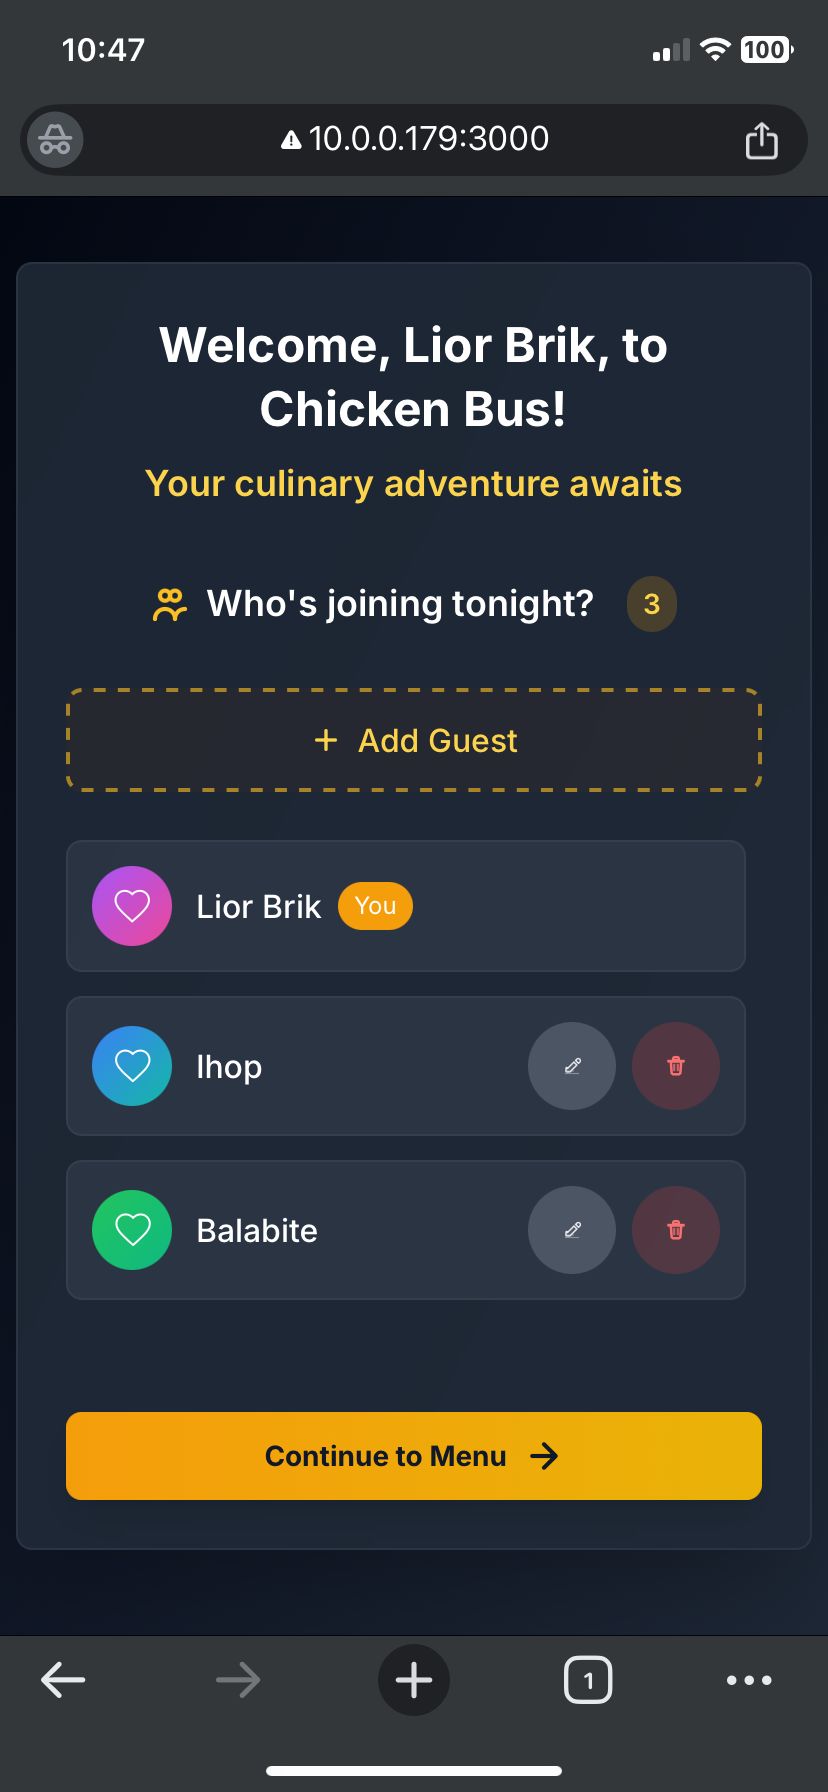 10:47
100
10.0.0.179:3000
Welcome, Lior Brik, to
Chicken Bus!
Your culinary adventure awaits
Who's joining tonight? 3
+ Add Guest
Lior Brik You
Ihop
Balabite
Continue to Menu →
1